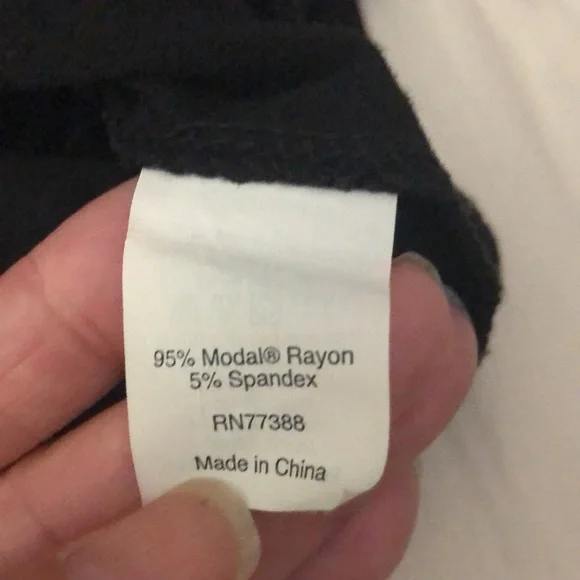 95% Modal® Rayon
5% Spandex
RN77388
Made in China